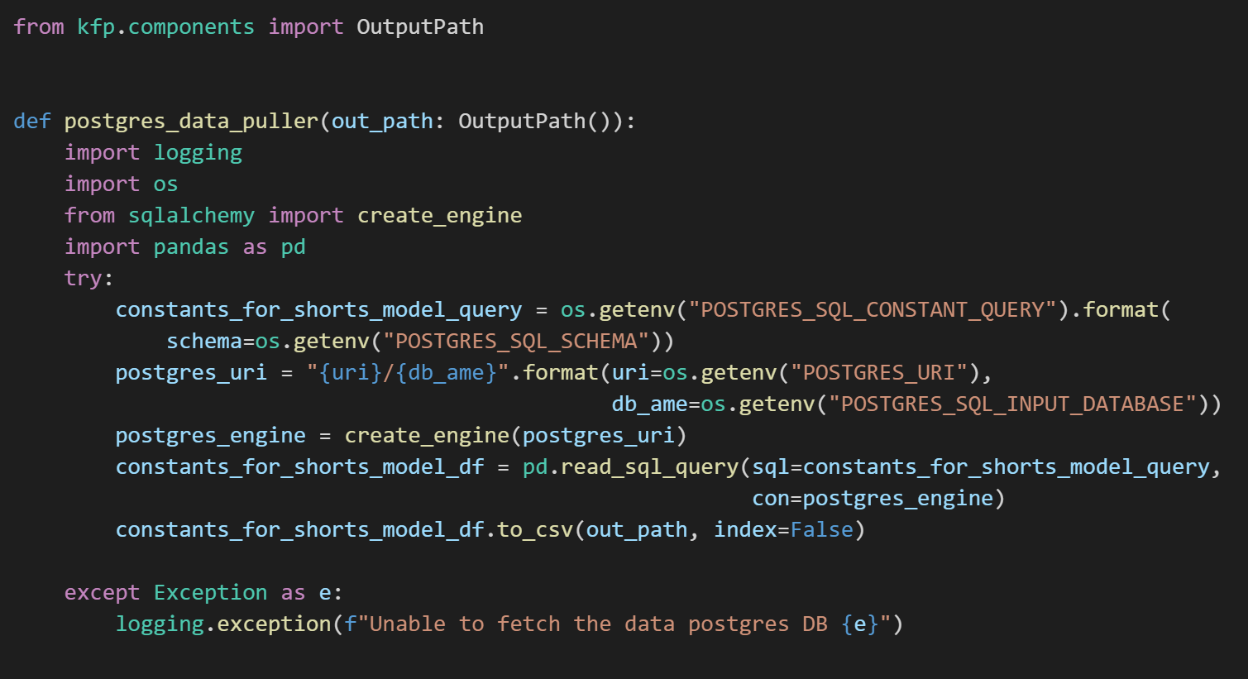 from kfp.components import OutputPath
def postgres_data_puller(out_path: OutputPath()):
    import logging
    import os
    from sqlalchemy import create_engine
    import pandas as pd
    try:
        constants_for_shorts_model_query = os.getenv("POSTGRES_SQL_CONSTANT_QUERY").format(
            schema=os.getenv("POSTGRES_SQL_SCHEMA"))
        postgres_uri = "{uri}/{db_ame}".format(uri=os.getenv("POSTGRES_URI"),
                                               db_ame=os.getenv("POSTGRES_SQL_INPUT_DATABASE"))
        postgres_engine = create_engine(postgres_uri)
        constants_for_shorts_model_df = pd.read_sql_query(sql=constants_for_shorts_model_query,
                                                          con=postgres_engine)
        constants_for_shorts_model_df.to_csv(out_path, index=False)
    except Exception as e:
        logging.exception(f"Unable to fetch the data postgres DB {e}")